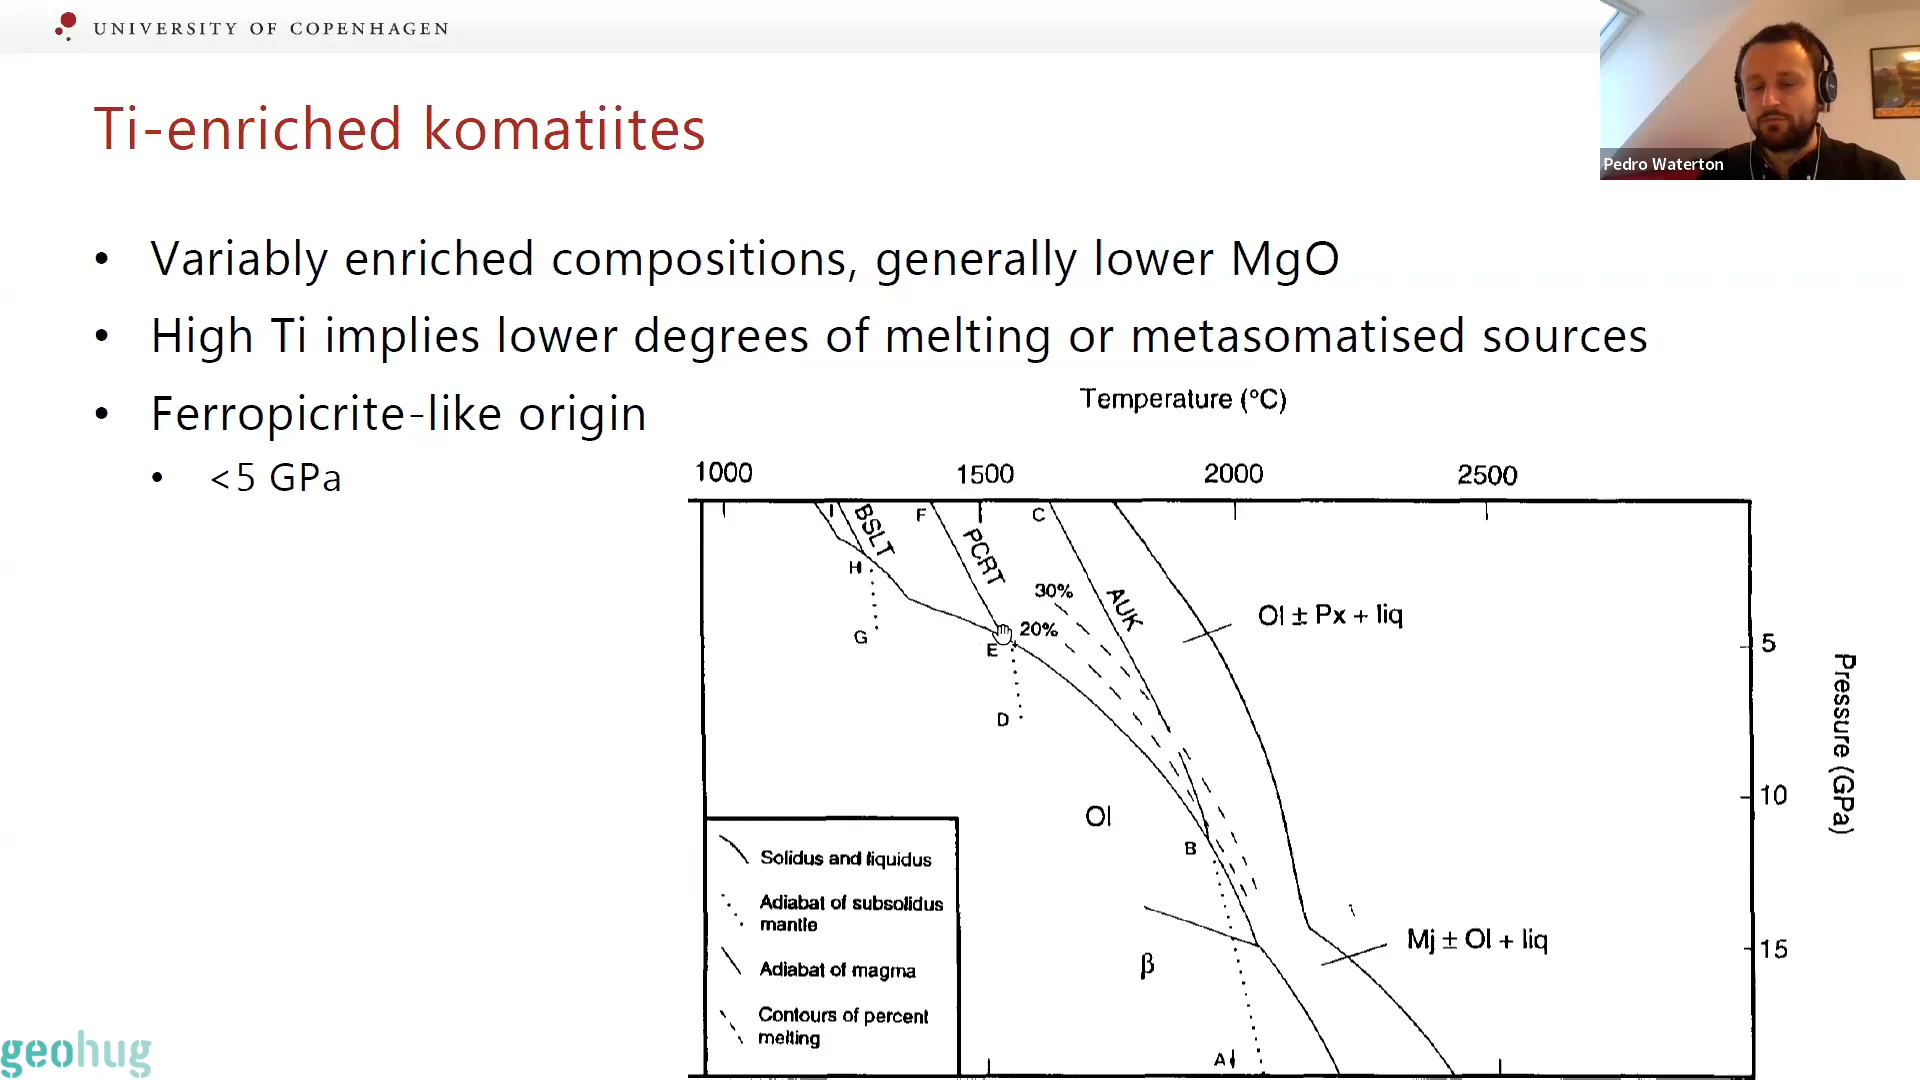 UNIVERSITY OF COPENHAGEN
Pedro Waterton
Ti-enriched komatiites
• Variably enriched compositions, generally lower MgO
• High Ti implies lower degrees of melting or metasomatised sources
• Ferropicrite-like origin
• <5 GPa
Temperature (°C)
1000 1500 2000 2500
I BSLT F PCRT C AUK
H
30%
20%
G
E
D
Ol ± Px + liq
5
Pressure (GPa)
10
Ol
B
15
Mj ± Ol + liq
β
A
Solidus and liquidus
Adiabat of subsolidus
mantle
Adiabat of magma
Contours of percent
melting
geohug